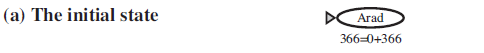 (a) The initial state
Arad
366=0+366